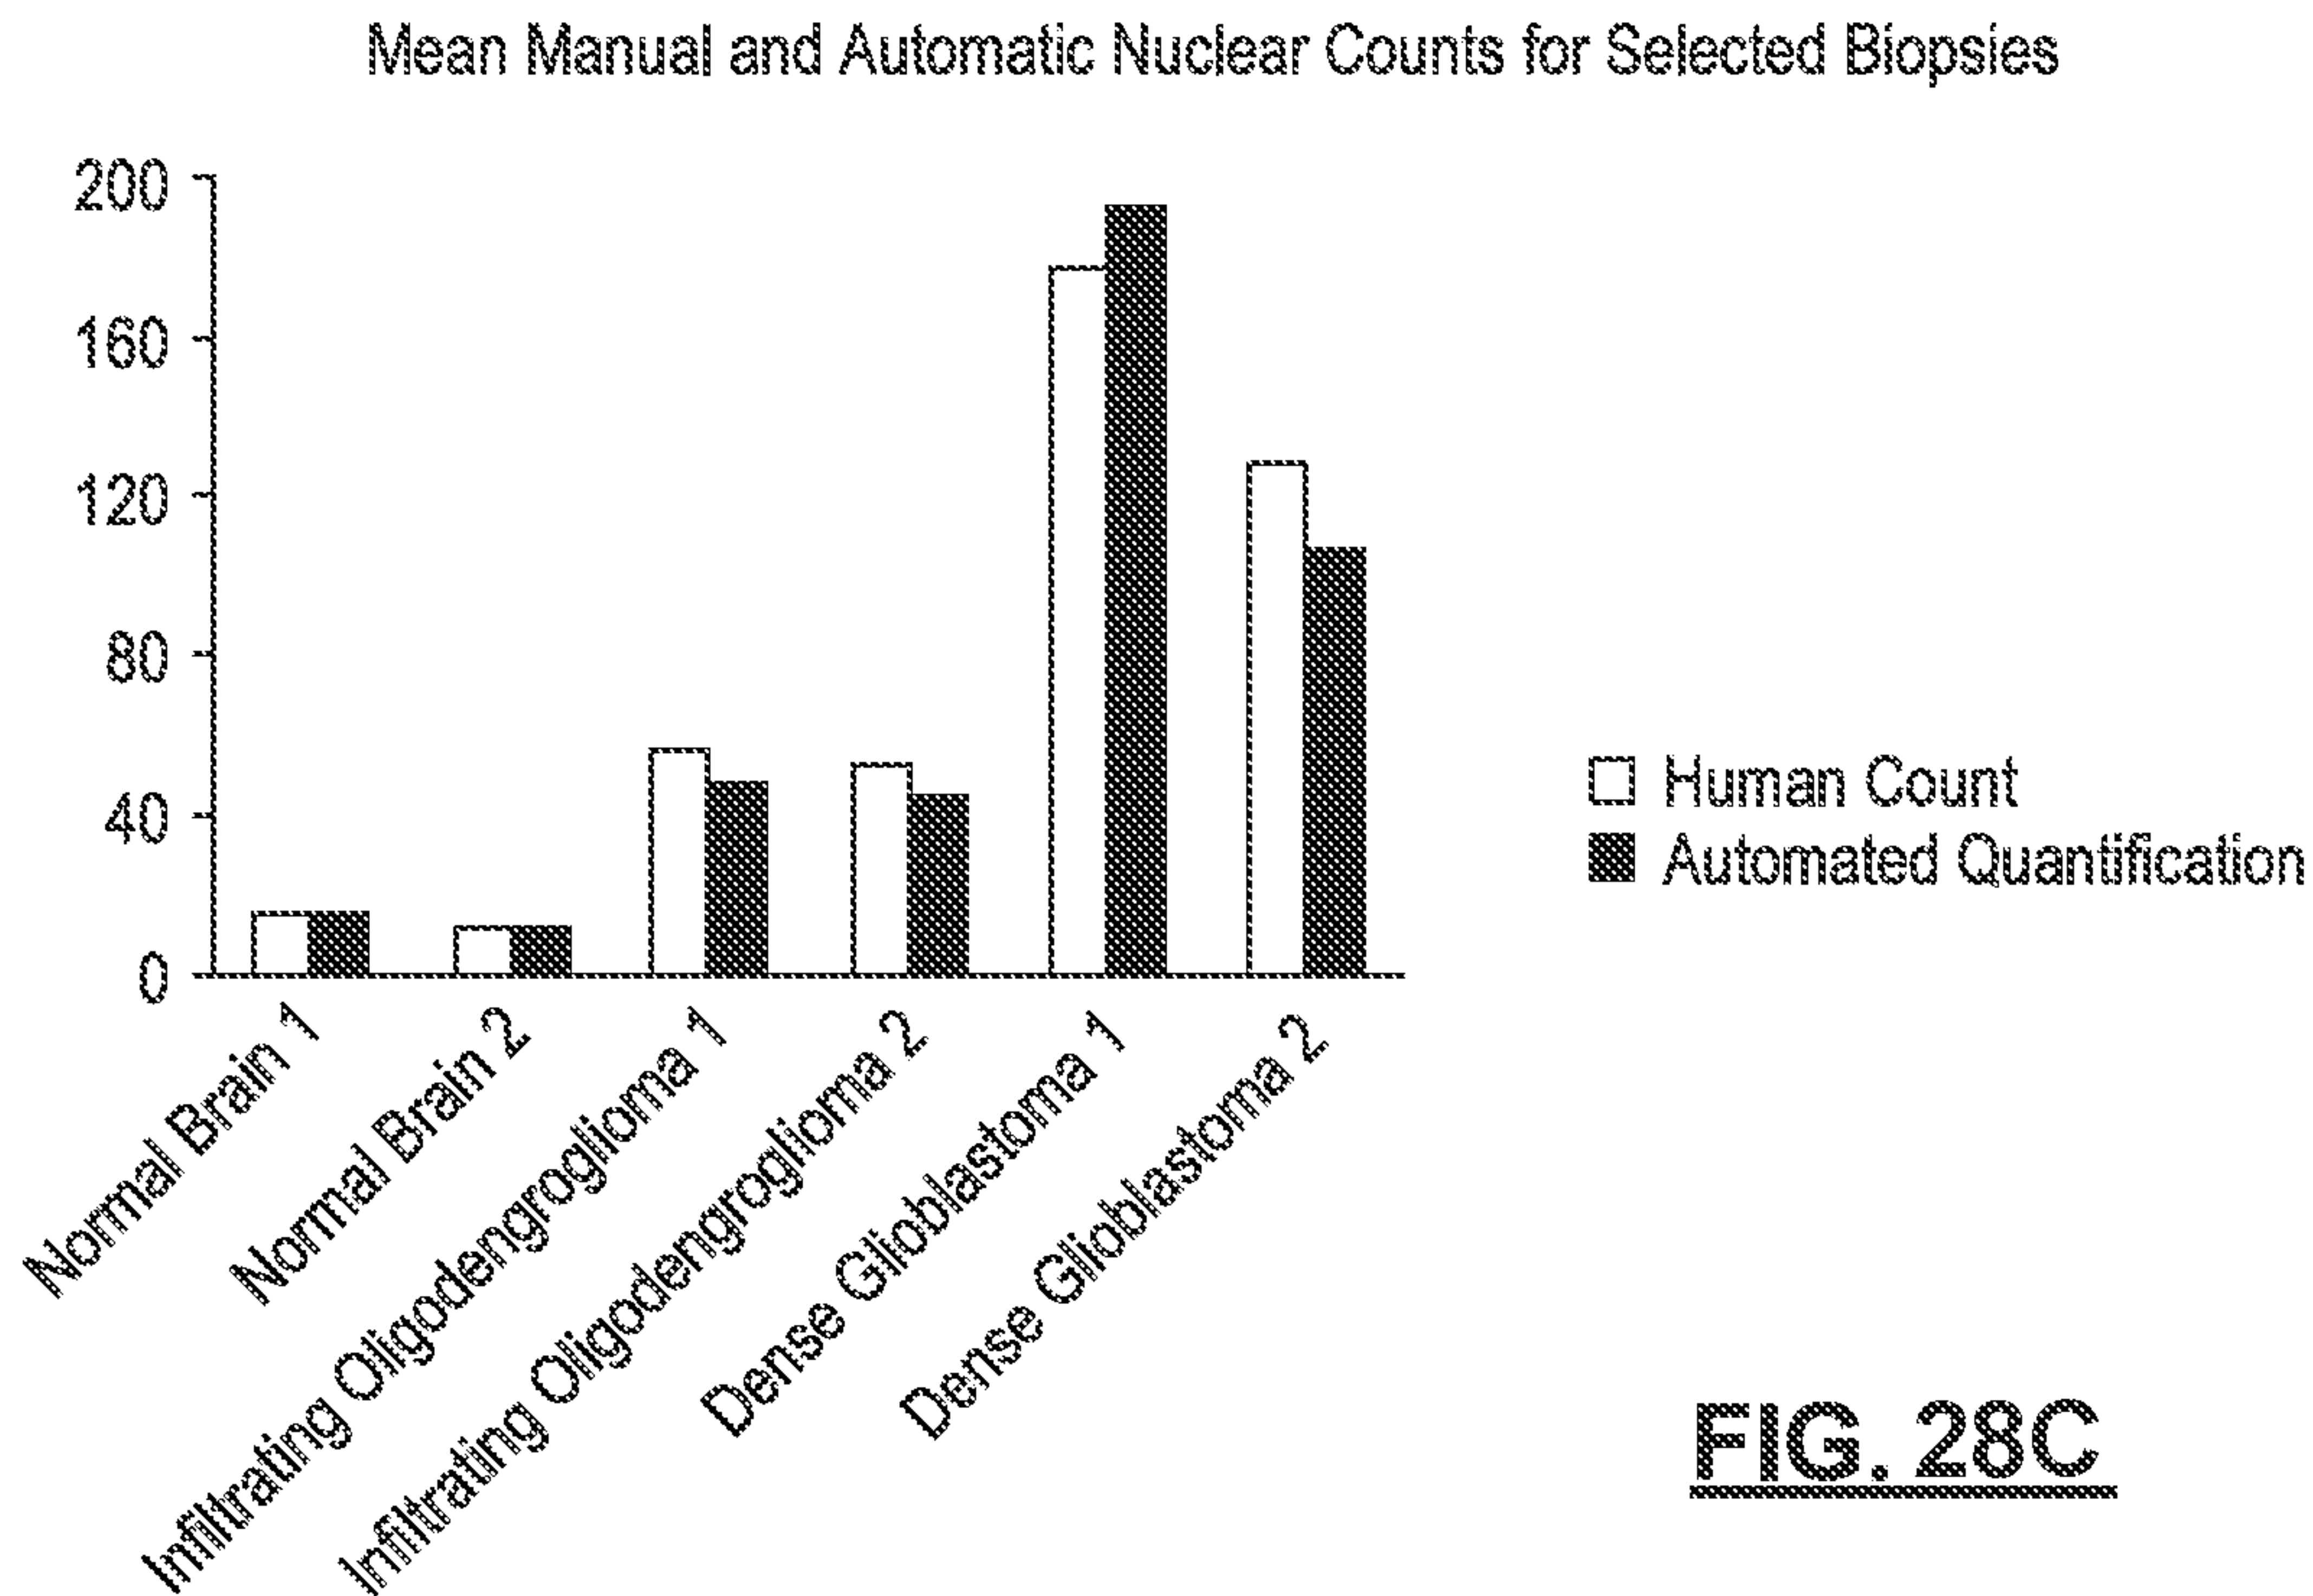 Mean Manual and Automatic Nuclear Counts for Selected Biopsies
200
160
120
80
40
0
Normal Brain 1
Normal Brain 2
Infiltrating Oligodengroglioma 1
Infiltrating Oligodengroglioma 2
Dense Glioblastoma 1
Dense Glioblastoma 2
Human Count
Automated Quantification
FIG. 28C